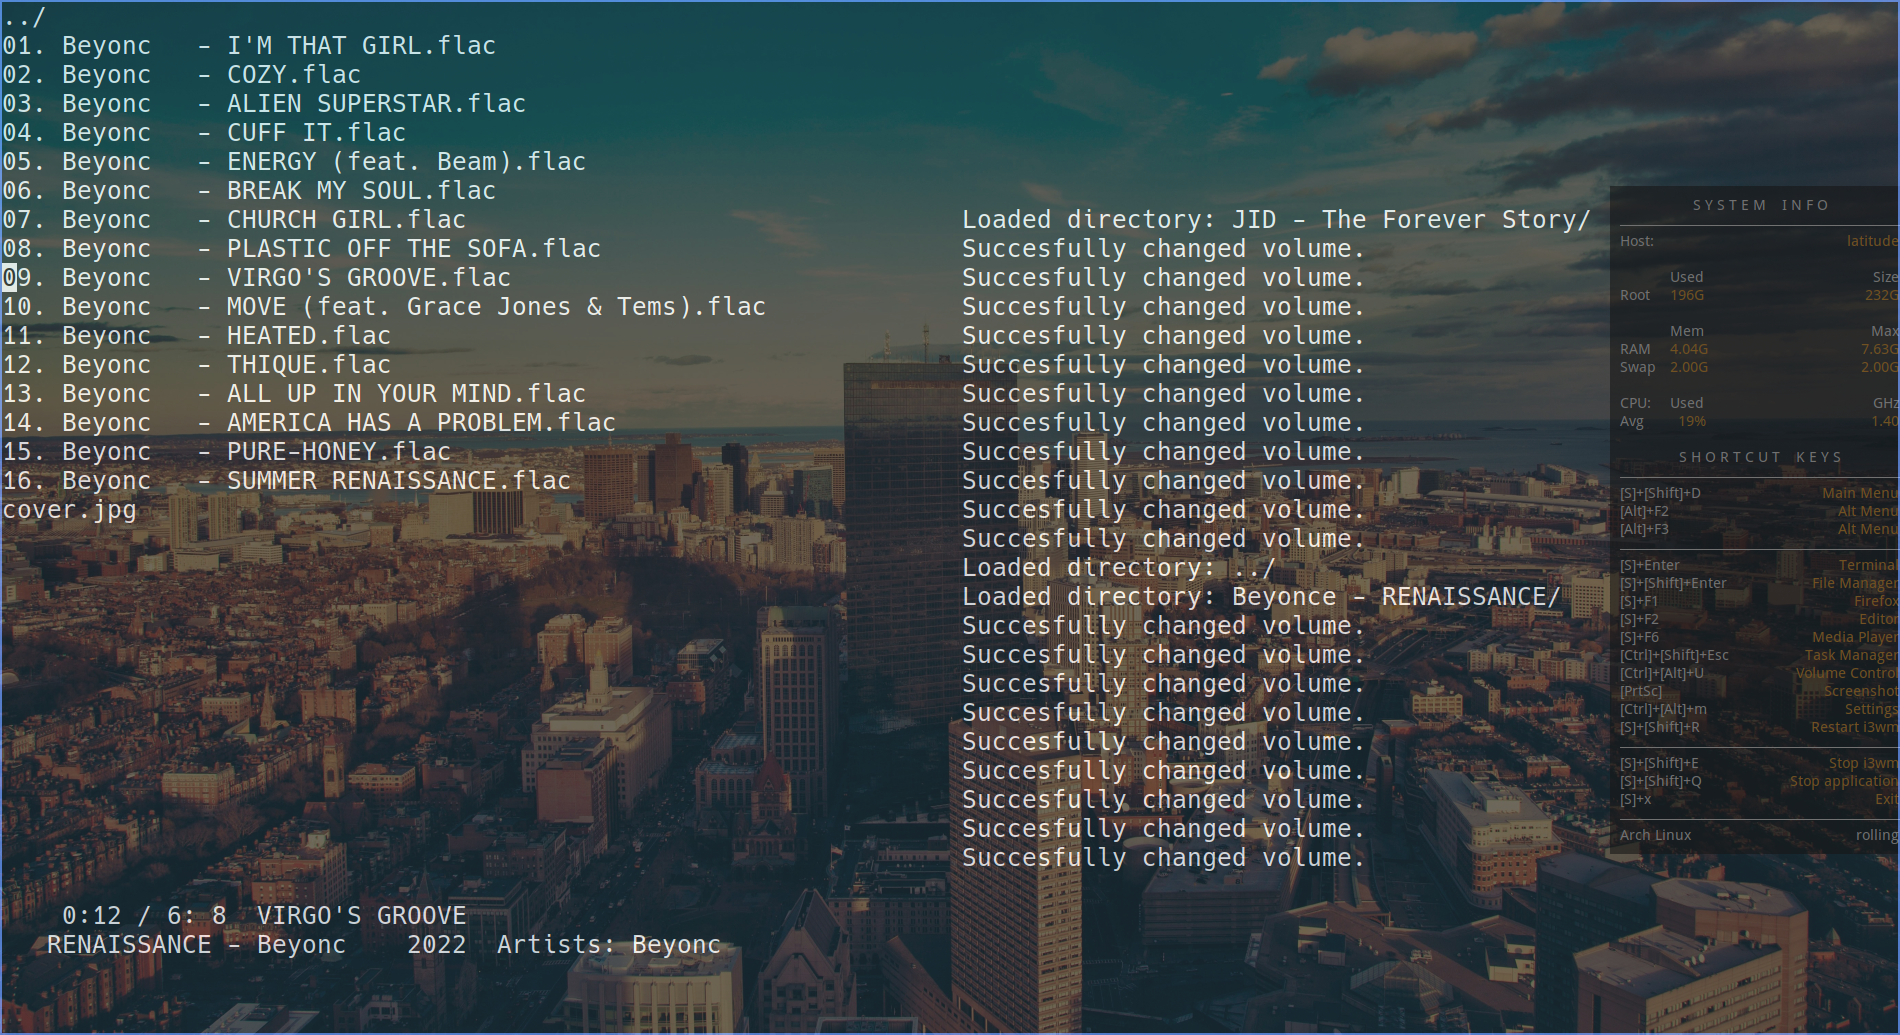 ../
01. Beyonc   - I'M THAT GIRL.flac
02. Beyonc   - COZY.flac
03. Beyonc   - ALIEN SUPERSTAR.flac
04. Beyonc   - CUFF IT.flac
05. Beyonc   - ENERGY (feat. Beam).flac
06. Beyonc   - BREAK MY SOUL.flac
07. Beyonc   - CHURCH GIRL.flac
08. Beyonc   - PLASTIC OFF THE SOFA.flac
09. Beyonc   - VIRGO'S GROOVE.flac
10. Beyonc   - MOVE (feat. Grace Jones & Tems).flac
11. Beyonc   - HEATED.flac
12. Beyonc   - THIQUE.flac
13. Beyonc   - ALL UP IN YOUR MIND.flac
14. Beyonc   - AMERICA HAS A PROBLEM.flac
15. Beyonc   - PURE-HONEY.flac
16. Beyonc   - SUMMER RENAISSANCE.flac
cover.jpg
0:12 / 6: 8  VIRGO'S GROOVE
RENAISSANCE - Beyonc    2022  Artists: Beyonc
Loaded directory: JID - The Forever Story/
Succesfully changed volume.
Succesfully changed volume.
Succesfully changed volume.
Succesfully changed volume.
Succesfully changed volume.
Succesfully changed volume.
Succesfully changed volume.
Succesfully changed volume.
Succesfully changed volume.
Succesfully changed volume.
Succesfully changed volume.
Loaded directory: ../
Loaded directory: Beyonce - RENAISSANCE/
Succesfully changed volume.
Succesfully changed volume.
Succesfully changed volume.
Succesfully changed volume.
Succesfully changed volume.
Succesfully changed volume.
Succesfully changed volume.
Succesfully changed volume.
Succesfully changed volume.
SYSTEM INFO
Host: latitude
Used Size
Root 196G 232G
Mem Max
RAM 4.04G 7.63G
Swap 2.00G 2.00G
CPU: Used GHz
Avg 19% 1.40
SHORTCUT KEYS
[S]+[Shift]+D Main Menu
[Alt]+F2 Alt Menu
[Alt]+F3 Alt Menu
[S]+Enter Terminal
[S]+[Shift]+Enter File Manager
[S]+F1 Firefox
[S]+F2 Editor
[S]+F6 Media Player
[Ctrl]+[Shift]+Esc Task Manager
[Ctrl]+[Alt]+U Volume Control
[PrtSc] Screenshot
[Ctrl]+[Alt]+m Settings
[S]+[Shift]+R Restart i3wm
[S]+[Shift]+E Stop i3wm
[S]+[Shift]+Q Stop application
[S]+x Exit
Arch Linux rolling